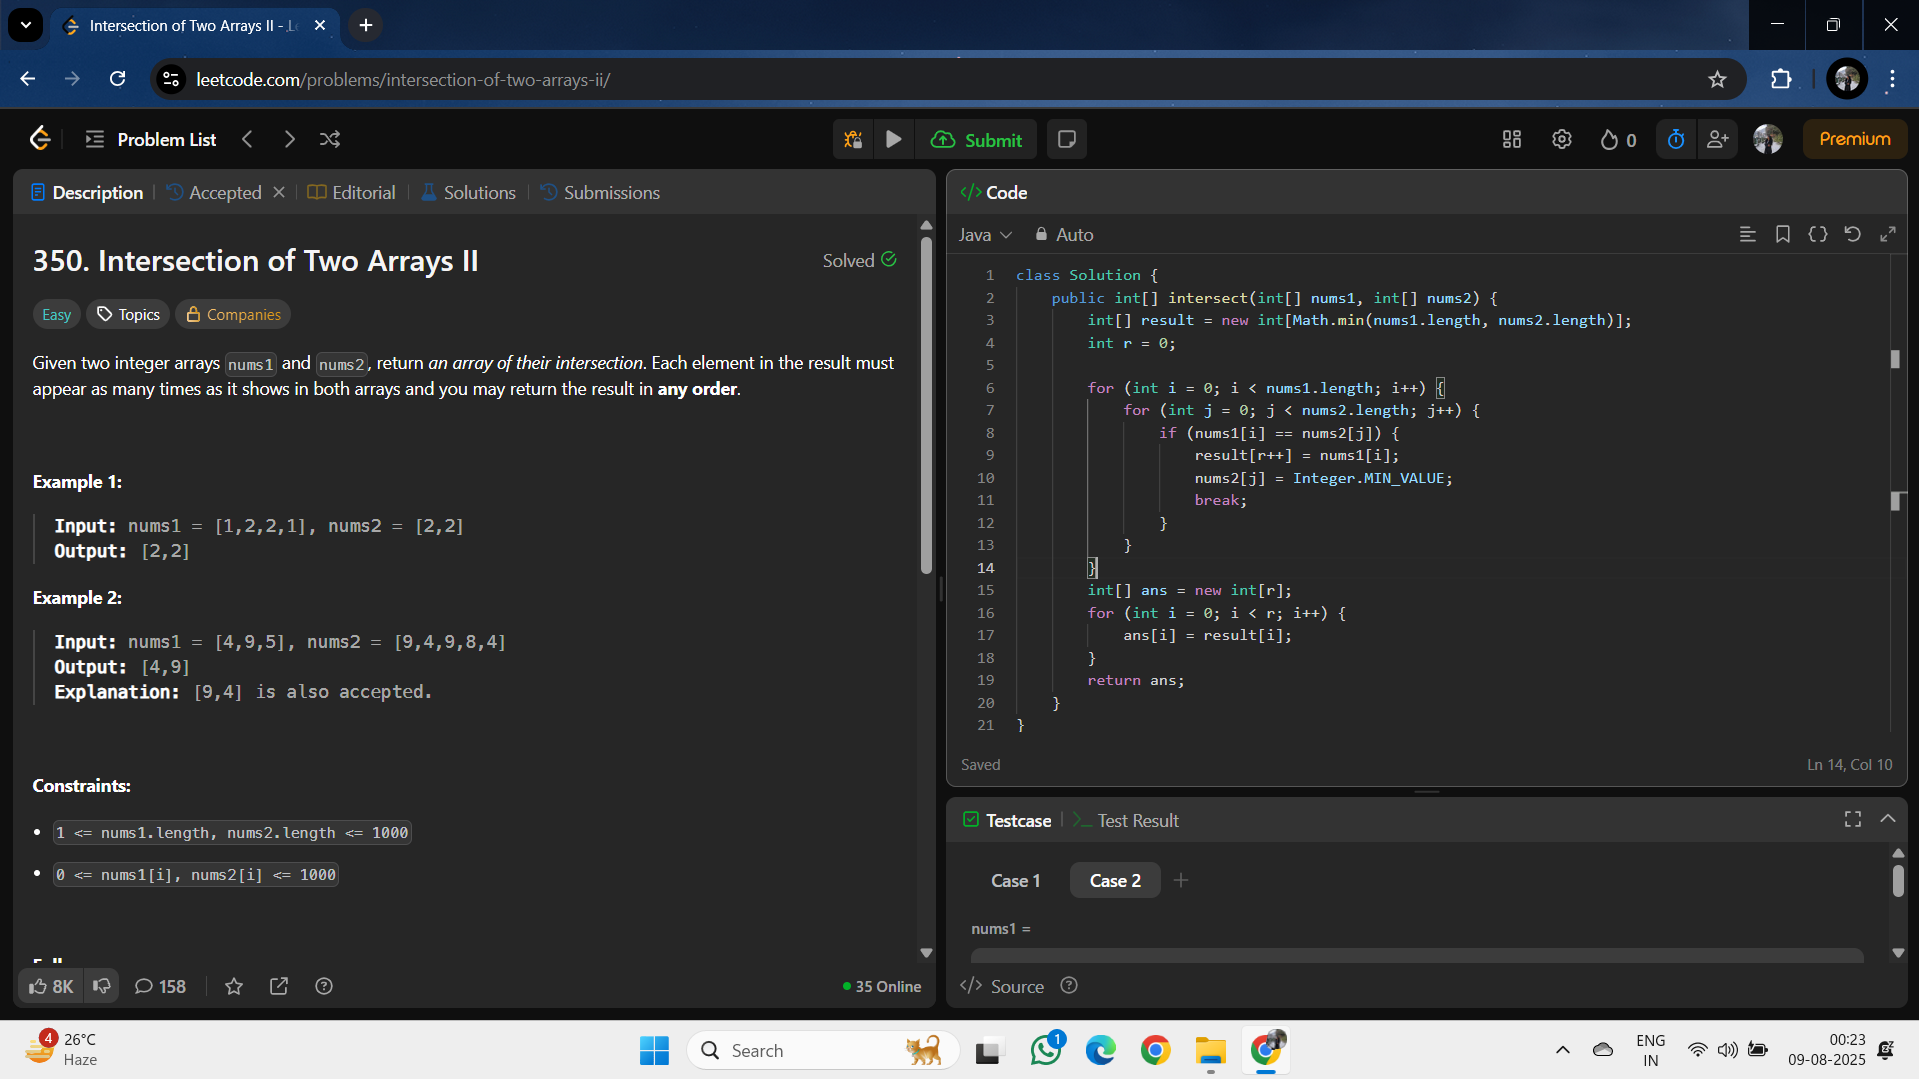 Intersection of Two Arrays II - L
leetcode.com/problems/intersection-of-two-arrays-ii/
Problem List
Submit
0
Premium
Description
Accepted
Editorial
Solutions
Submissions
350. Intersection of Two Arrays II
Solved
Easy
Topics
Companies
Given two integer arrays nums1 and nums2, return an array of their intersection. Each element in the result must
appear as many times as it shows in both arrays and you may return the result in any order.
Example 1:
Input: nums1 = [1,2,2,1], nums2 = [2,2]
Output: [2,2]
Example 2:
Input: nums1 = [4,9,5], nums2 = [9,4,9,8,4]
Output: [4,9]
Explanation: [9,4] is also accepted.
Constraints:
1 <= nums1.length, nums2.length <= 1000
0 <= nums1[i], nums2[i] <= 1000
8K
158
35 Online
</> Code
Java
Auto
1 class Solution {
2 public int[] intersect(int[] nums1, int[] nums2) {
3 int[] result = new int[Math.min(nums1.length, nums2.length)];
4 int r = 0;
5
6 for (int i = 0; i < nums1.length; i++) {
7 for (int j = 0; j < nums2.length; j++) {
8 if (nums1[i] == nums2[j]) {
9 result[r++] = nums1[i];
10 nums2[j] = Integer.MIN_VALUE;
11 break;
12 }
13 }
14 }
15 int[] ans = new int[r];
16 for (int i = 0; i < r; i++) {
17 ans[i] = result[i];
18 }
19 return ans;
20 }
21 }
Saved
Ln 14, Col 10
Testcase
Test Result
Case 1
Case 2
nums1 =
</> Source
4
26°C
Haze
Search
1
ENG
IN
00:23
09-08-2025